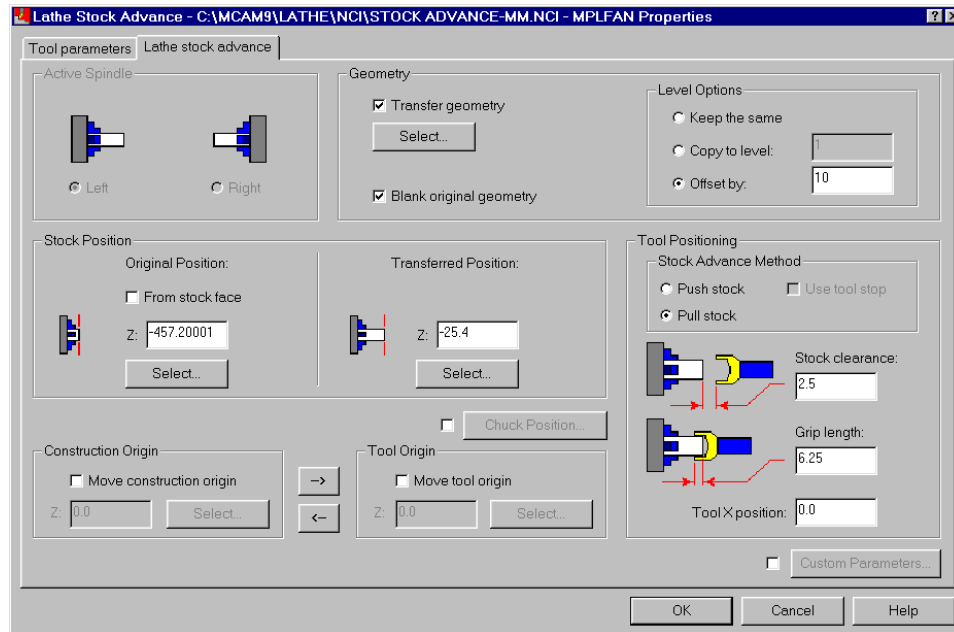 Lathe Stock Advance - C:\MCAM9\LATHE\NCI\STOCK ADVANCE-MM.NCI - MPLFAN Properties
Tool parameters
Lathe stock advance
Active Spindle
Left
Right
Geometry
Transfer geometry
Select...
Blank original geometry
Level Options
Keep the same
Copy to level:
1
Offset by:
10
Stock Position
Original Position:
From stock face
Z:
-457.20001
Select...
Transferred Position:
Z:
-25.4
Select...
Chuck Position...
Tool Positioning
Stock Advance Method
Push stock
Use tool stop
Pull stock
Stock clearance:
2.5
Grip length:
6.25
Tool X position:
0.0
Construction Origin
Move construction origin
Z:
0.0
Select...
-->
<--
Tool Origin
Move tool origin
Z:
0.0
Select...
Custom Parameters...
OK
Cancel
Help